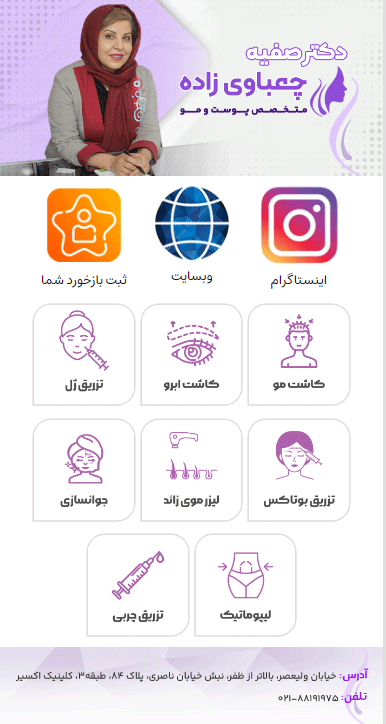 دکتر صفیه
چعباوی زاده
متخصص پوست و مو
اینستاگرام
وبسایت
ثبت بازخورد شما
کاشت مو
کاشت ابرو
تزریق ژل
تزریق بوتاکس
لیزر موی زائد
جوانسازی
لیپوماتیک
تزریق چربی
آدرس: خیابان ولیعصر، بالاتر از ظفر، نبش خیابان ناصری، پلاک ۸۴، طبقه۳، کلینیک اکسیر
تلفن: ۸۸۱۹۱۹۷۵-۰۲۱